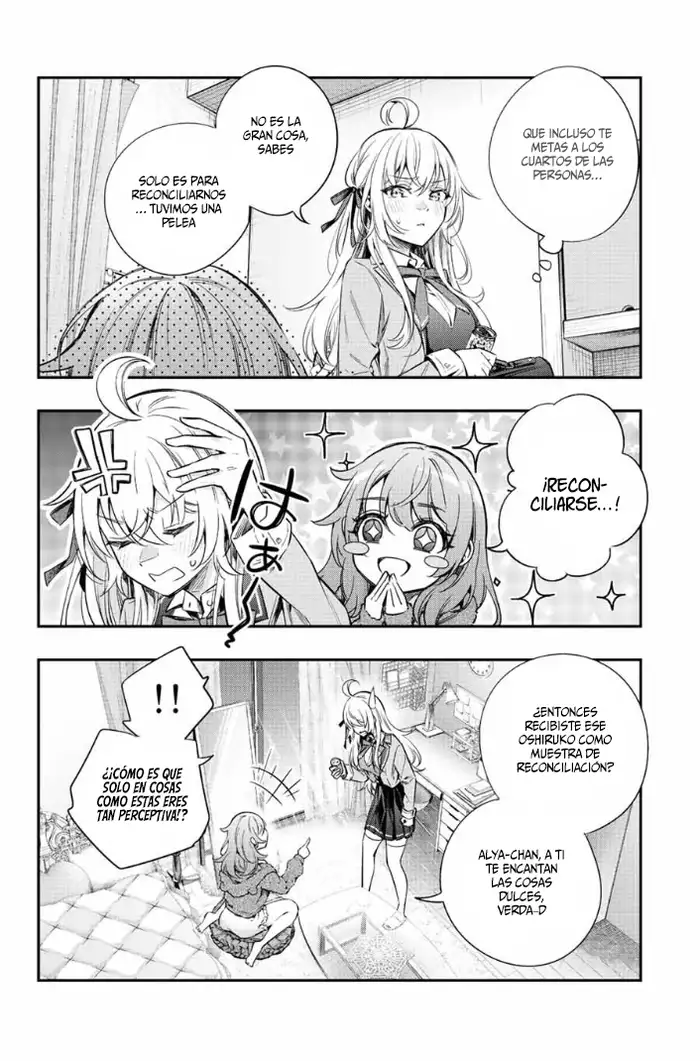 QUE INCLUSO TE
METAS A LOS
CUARTOS DE LAS
PERSONAS...
NO ES LA
GRAN COSA,
SABES
SOLO ES PARA
RECONCILIARNOS
... TUVIMOS UNA
PELEA
¡RECON-
CILIARSE...!
はぁ〜
¿ENTONCES
RECIBISTE ESE
OSHIRUKO COMO
MUESTRA DE
RECONCILIACIÓN?
ALYA-CHAN, A TI
TE ENCANTAN
LAS COSAS
DULCES,
VERDA-D
!!
¿¡CÓMO ES QUE
SOLO EN COSAS
COMO ESTAS ERES
TAN PERCEPTIVA!?